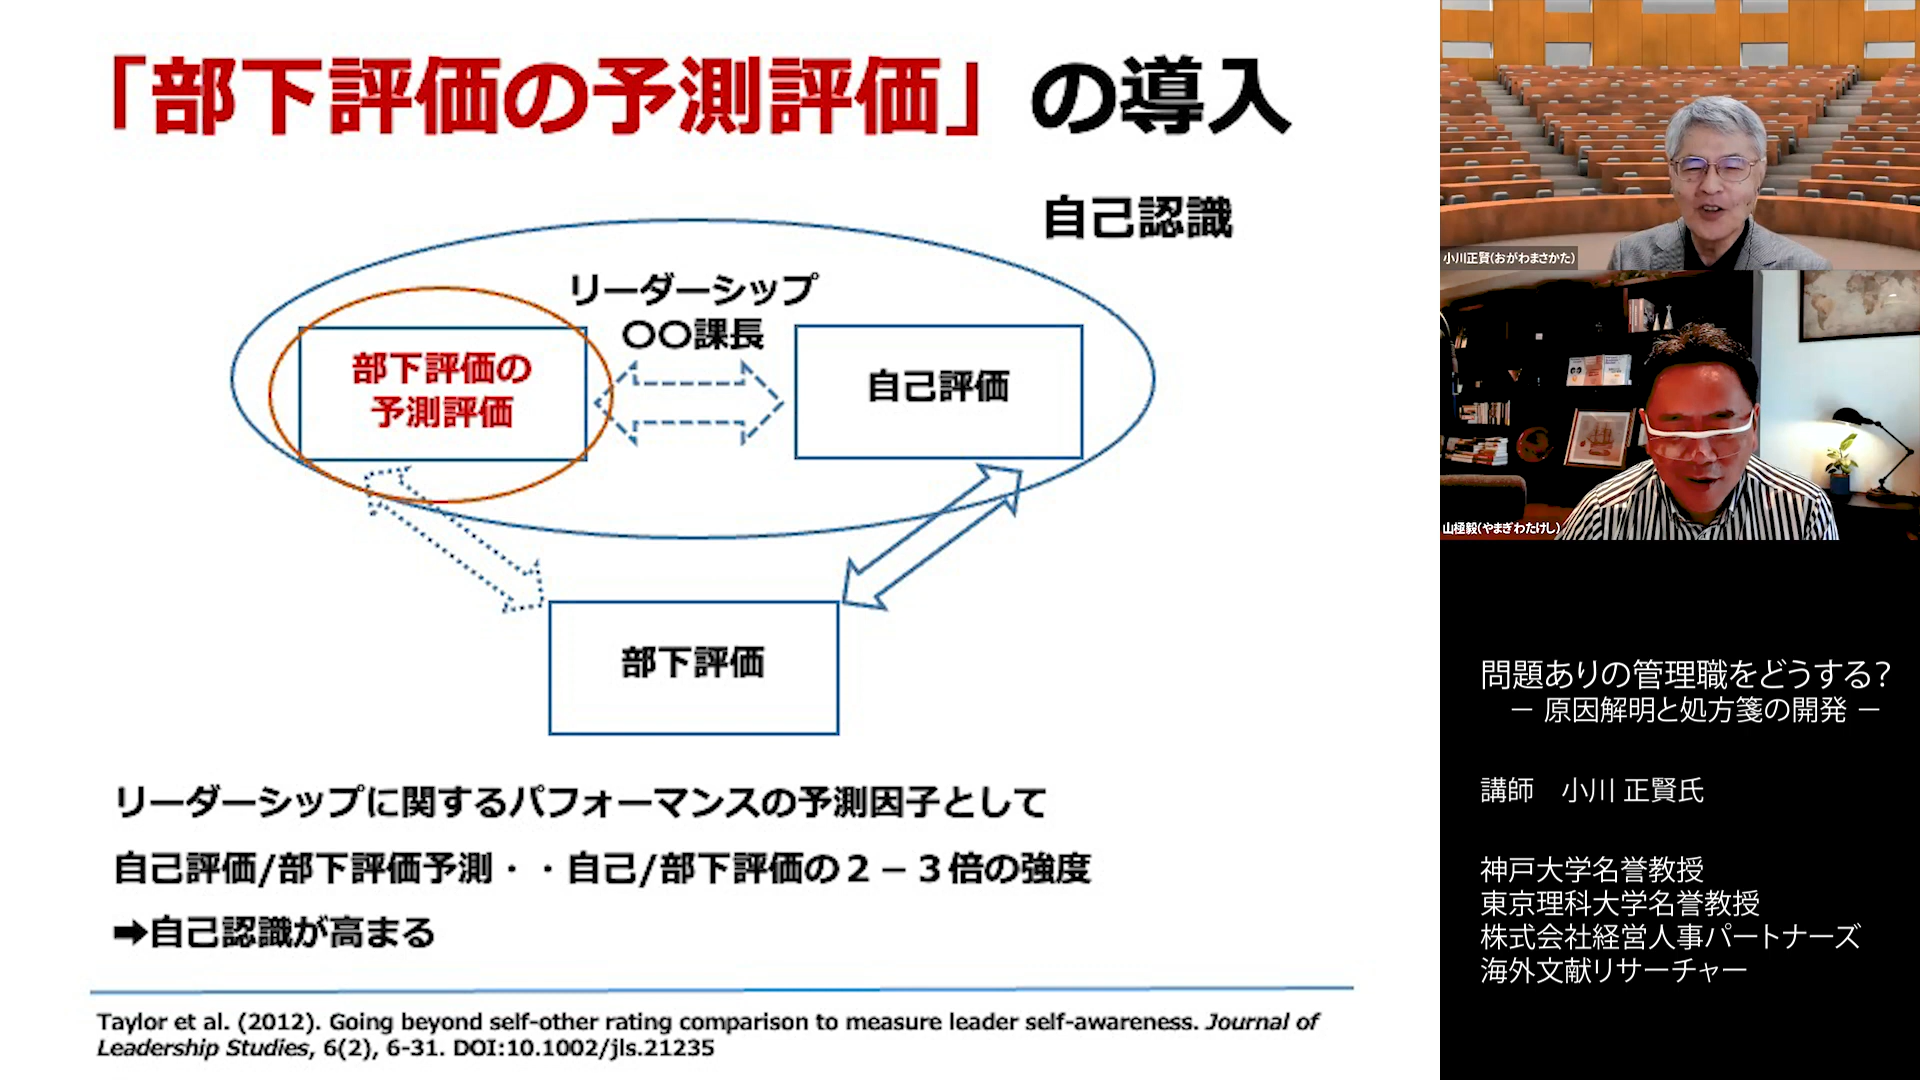 「部下評価の予測評価」の導入
自己認識
リーダーシップ
〇〇課長
部下評価の
予測評価
自己評価
部下評価
リーダーシップに関するパフォーマンスの予測因子として
自己評価/部下評価予測・・自己/部下評価の２－３倍の強度
➡自己認識が高まる
Taylor et al. (2012). Going beyond self-other rating comparison to measure leader self-awareness. Journal of
Leadership Studies, 6(2), 6-31. DOI:10.1002/jls.21235
小川正賢(おがわまさかた)
山極毅(やまぎわたけし)
問題ありの管理職をどうする？
－ 原因解明と処方箋の開発 －
講師　小川 正賢氏
神戸大学名誉教授
東京理科大学名誉教授
株式会社経営人事パートナーズ
海外文献リサーチャー